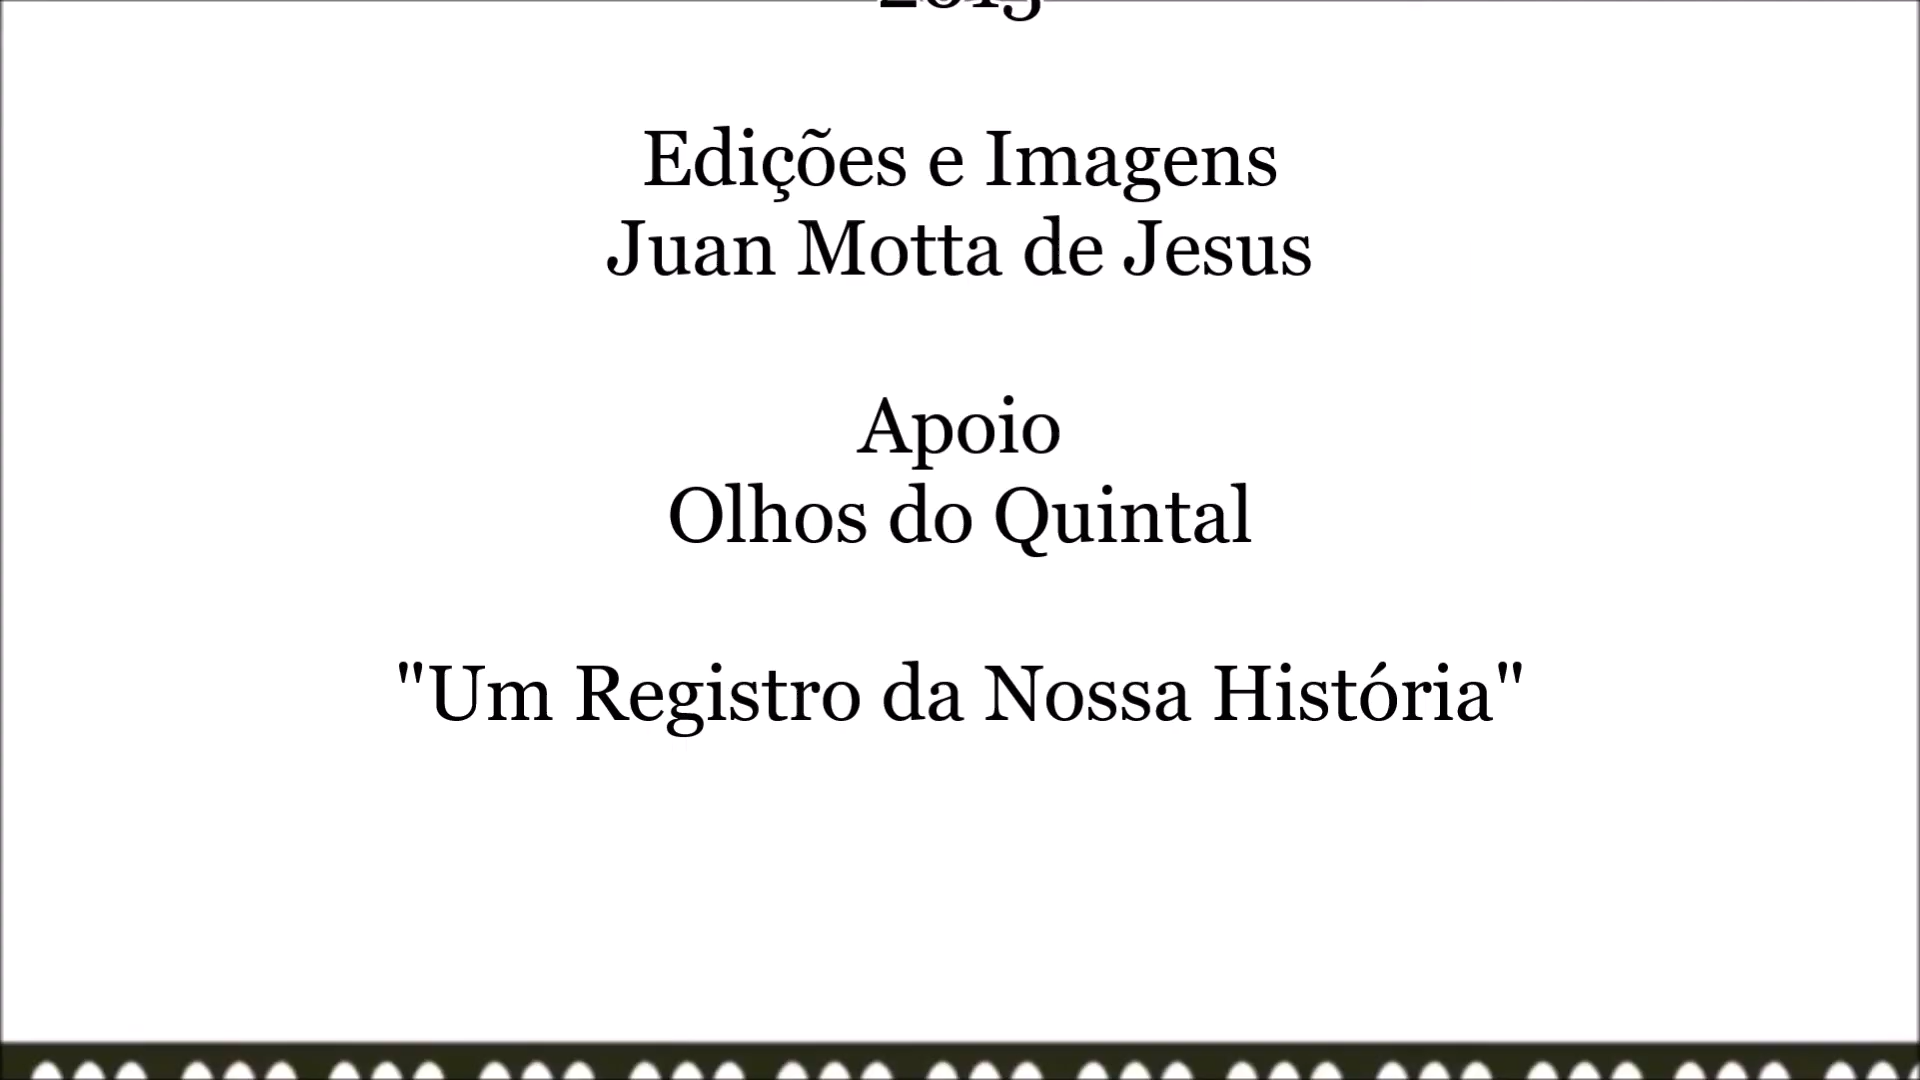 Edições e Imagens
Juan Motta de Jesus
Apoio
Olhos do Quintal
"Um Registro da Nossa História"